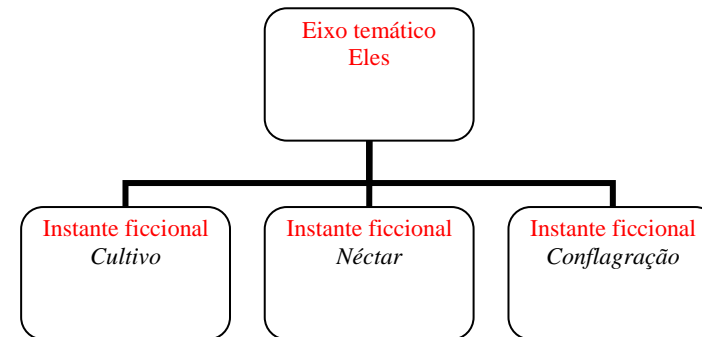 Eixo temático
Eles
Instante ficcional
Cultivo
Instante ficcional
Néctar
Instante ficcional
Conflagração